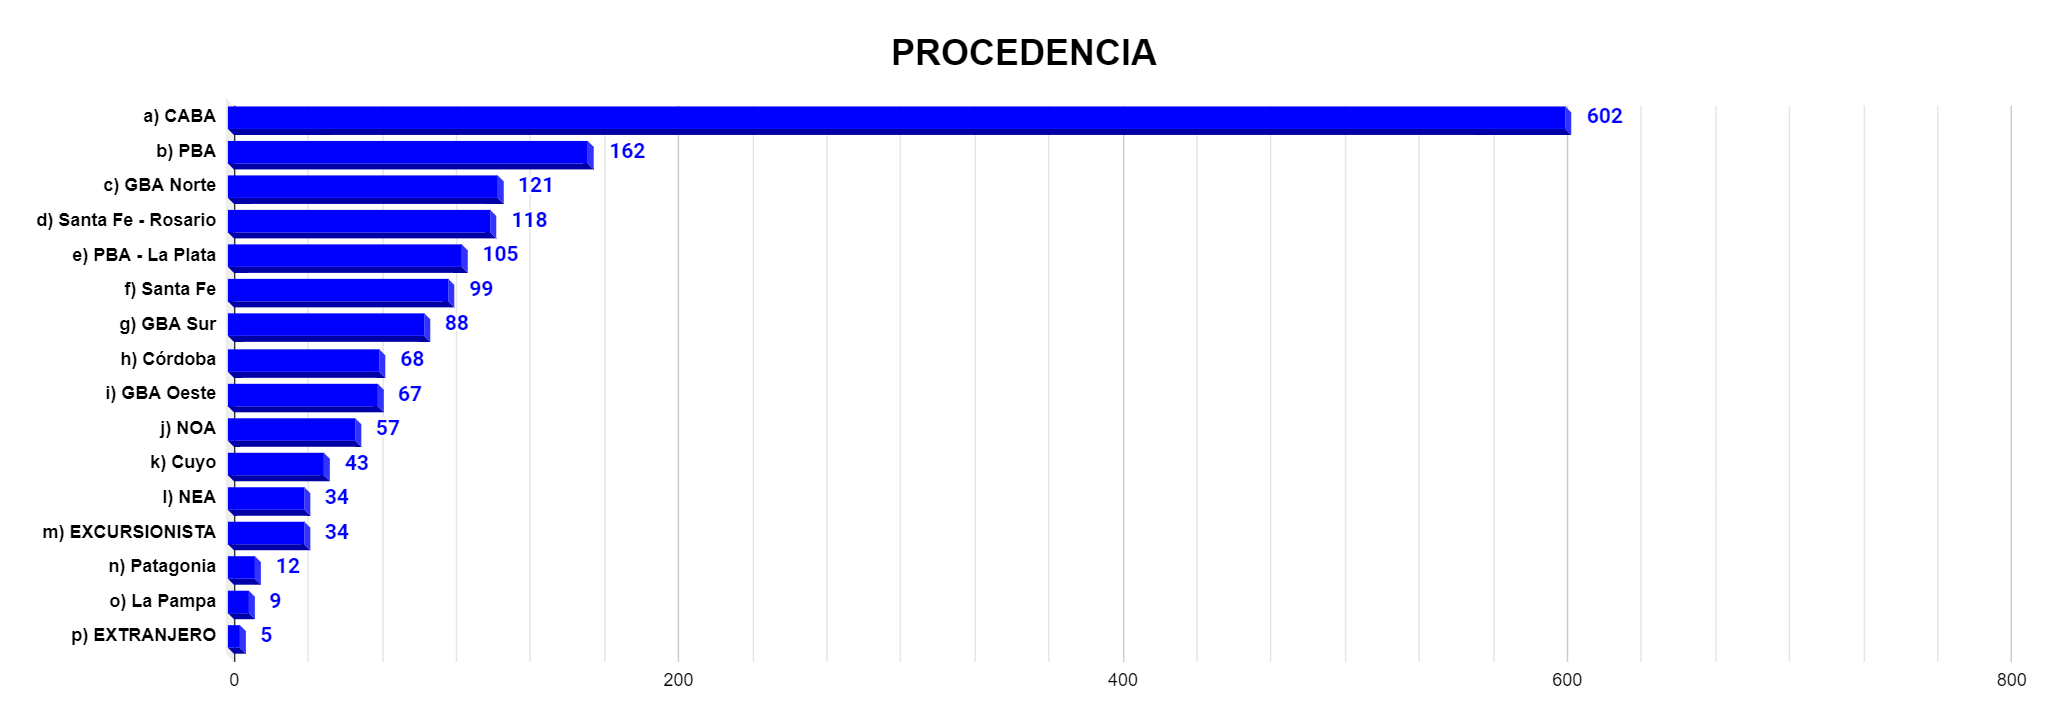 PROCEDENCIA
a) CABA 602
b) PBA 162
c) GBA Norte 121
d) Santa Fe - Rosario 118
e) PBA - La Plata 105
f) Santa Fe 99
g) GBA Sur 88
h) Córdoba 68
i) GBA Oeste 67
j) NOA 57
k) Cuyo 43
l) NEA 34
m) EXCURSIONISTA 34
n) Patagonia 12
o) La Pampa 9
p) EXTRANJERO 5
0 200 400 600 800